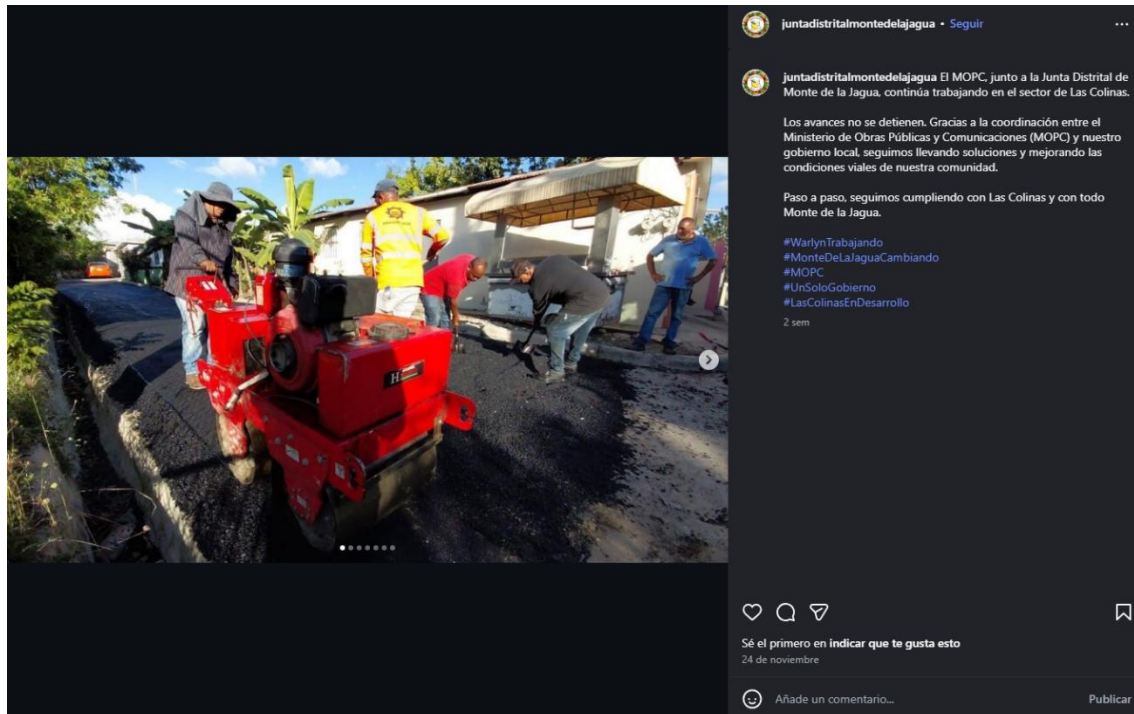 juntadistritalmontedelajagua • Seguir
juntadistritalmontedelajagua El MOPC, junto a la Junta Distrital de
Monte de la Jagua, continúa trabajando en el sector de Las Colinas.
Los avances no se detienen. Gracias a la coordinación entre el
Ministerio de Obras Públicas y Comunicaciones (MOPC) y nuestro
gobierno local, seguimos llevando soluciones y mejorando las
condiciones viales de nuestra comunidad.
Paso a paso, seguimos cumpliendo con Las Colinas y con todo
Monte de la Jagua.
#WarlynTrabajando
#MonteDeLaJaguaCambiando
#MOPC
#UnSoloGobierno
#LasColinasEnDesarrollo
2 sem
Sé el primero en indicar que te gusta esto
24 de noviembre
Añade un comentario...
Publicar